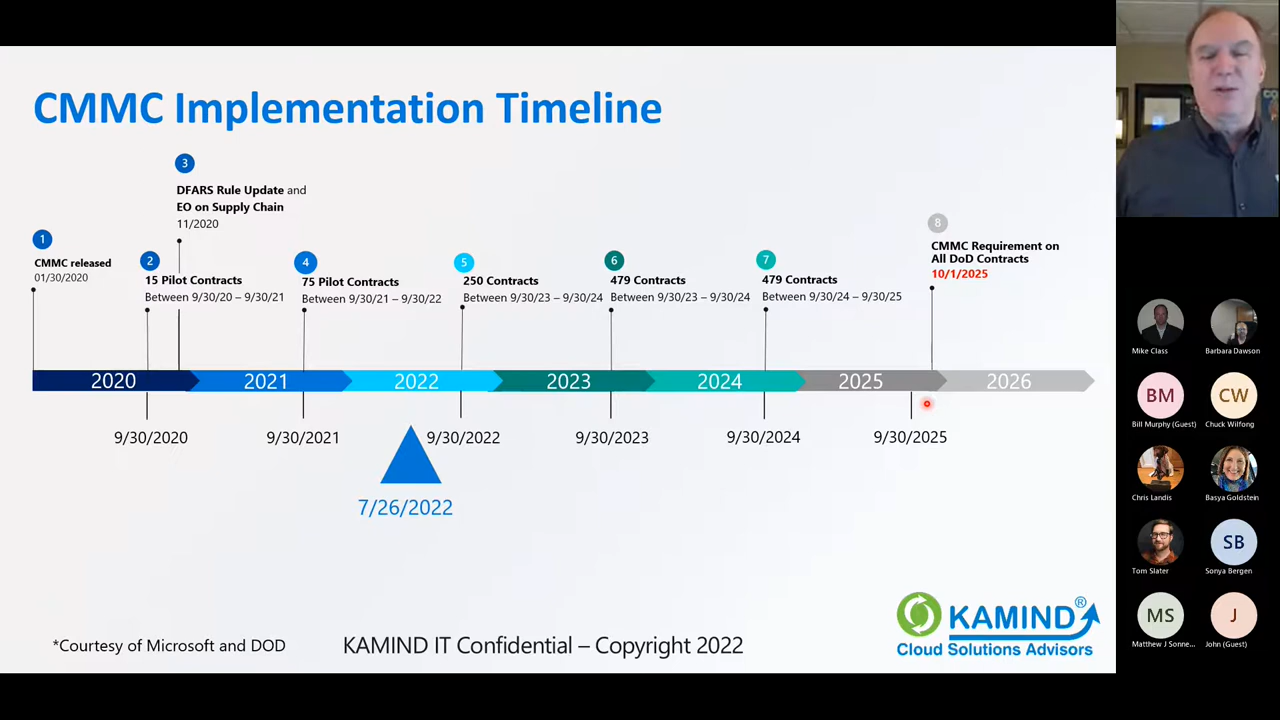 CMMC Implementation Timeline
3
DFARS Rule Update and
EO on Supply Chain
11/2020
1
CMMC released
01/30/2020
2
15 Pilot Contracts
Between 9/30/20 – 9/30/21
4
75 Pilot Contracts
Between 9/30/21 – 9/30/22
5
250 Contracts
Between 9/30/23 – 9/30/24
6
479 Contracts
Between 9/30/23 – 9/30/24
7
479 Contracts
Between 9/30/24 – 9/30/25
8
CMMC Requirement on
All DoD Contracts
10/1/2025
2020 2021 2022 2023 2024 2025 2026
9/30/2020 9/30/2021 9/30/2022 9/30/2023 9/30/2024 9/30/2025
7/26/2022
*Courtesy of Microsoft and DOD
KAMIND IT Confidential – Copyright 2022
KAMIND®
Cloud Solutions Advisors
Mike Class
Barbara Dawson
BM
Bill Murphy (Guest)
CW
Chuck Wilfong
Chris Landis
Basya Goldstein
Tom Slater
SB
Sonya Bergen
MS
Matthew J Sonne...
J
John (Guest)